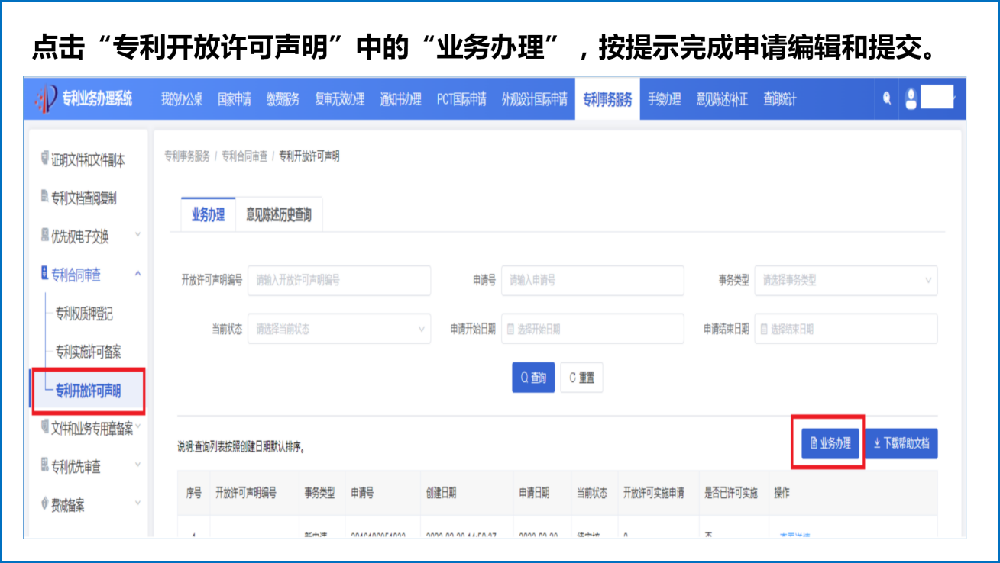 点击“专利开放许可声明”中的“业务办理”，按提示完成申请编辑和提交。
专利业务办理系统 我的办公桌 国家申请 缴费服务 复审无效办理 通知书办理 PCT国际申请 外观设计国际申请 专利事务服务 手续办理 意见陈述/补正 查询统计
证明文件和文件副本
专利文档查阅复制
优先权电子交换
专利合同审查
专利权质押登记
专利实施许可备案
专利开放许可声明
文件和业务专用章备案
专利优先审查
费减备案
专利事务服务 / 专利合同审查 / 专利开放许可声明
业务办理 意见陈述历史查询
开放许可声明编号 请输入开放许可声明编号 申请号 请输入申请号 事务类型 请选择事务类型
当前状态 请选择当前状态 申请开始日期 选择开始日期 申请结束日期 选择结束日期
查询 重置
说明:查询列表按照创建日期默认排序。 业务办理 下载帮助文档
序号 开放许可声明编号 事务类型 申请号 创建日期 申请日期 当前状态 开放许可实施申请 是否已许可实施 操作